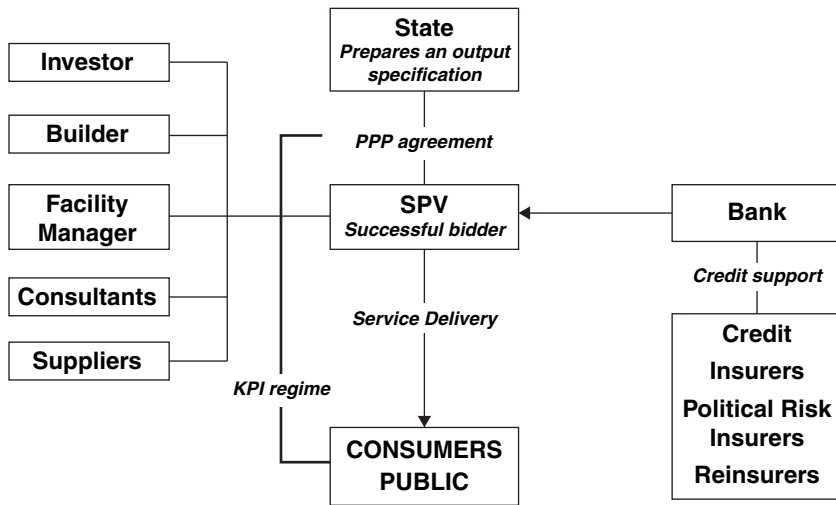 State
Prepares an output
specification
Investor
Builder
PPP agreement
Facility
Manager
SPV
Successful bidder
Bank
Consultants
Credit support
Service Delivery
Suppliers
KPI regime
Credit
Insurers
Political Risk
Insurers
Reinsurers
CONSUMERS
PUBLIC